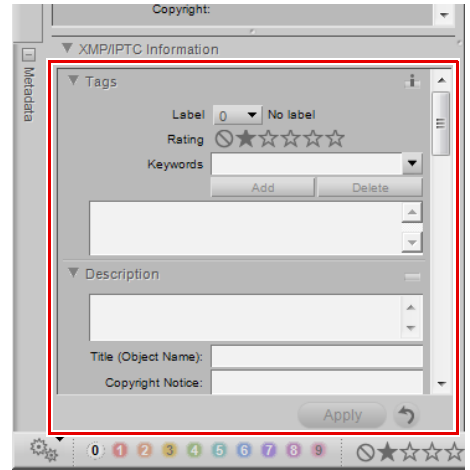 Copyright:
XMP/IPTC Information
Metadata
Tags
Label 0 No label
Rating
Keywords
Add Delete
Description
Title (Object Name):
Copyright Notice:
Apply
0 1 2 3 4 5 6 7 8 9